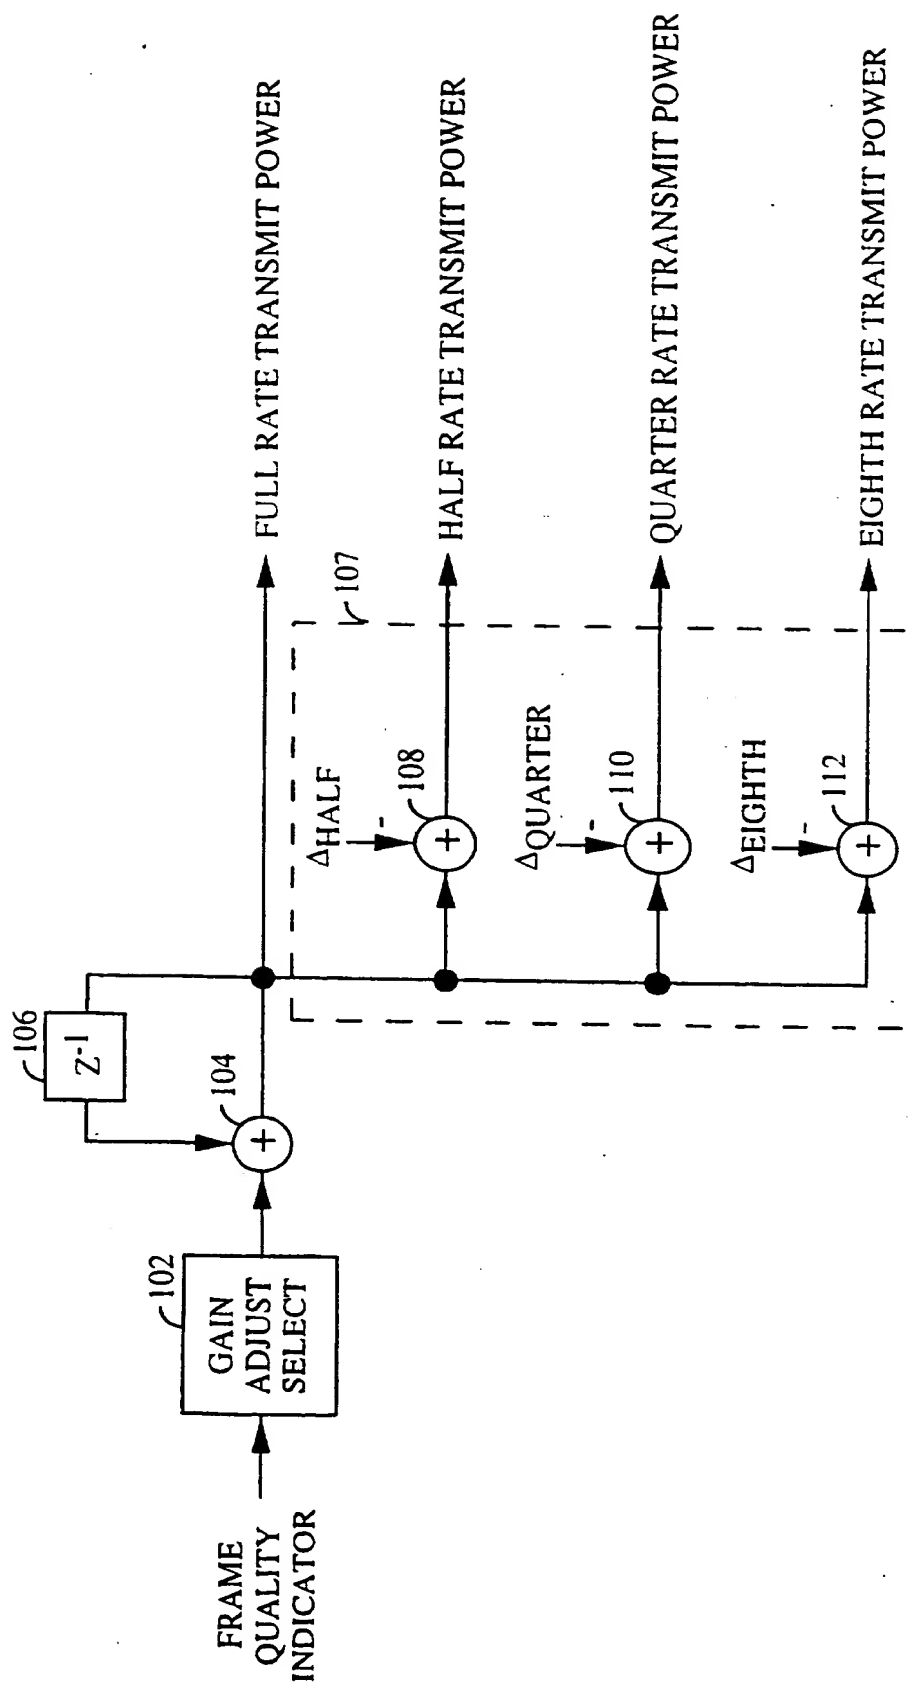 FRAME
QUALITY
INDICATOR
102
GAIN
ADJUST
SELECT
104
+
106
Z⁻¹
FULL RATE TRANSMIT POWER
107
ΔHALF
-
108
+
HALF RATE TRANSMIT POWER
ΔQUARTER
-
110
+
QUARTER RATE TRANSMIT POWER
ΔEIGHTH
-
112
+
EIGHTH RATE TRANSMIT POWER